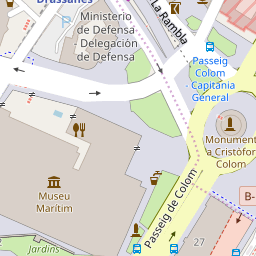 Drassanes
Ministerio
de Defensa
- Delegación
de Defensa
La Rambla
Passeig
Colom -
Capitania
General
Monument
a Cristòfor
Colom
Museu
Marítim
Passeig de Colom
B-
27
Jardins